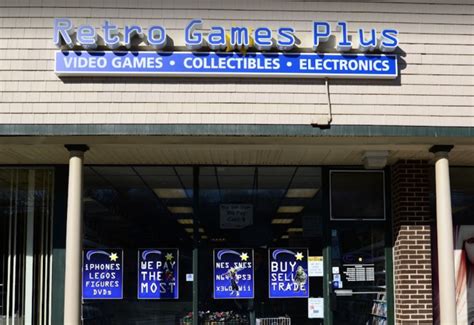 Retro Games Plus
VIDEO GAMES • COLLECTIBLES • ELECTRONICS
iPHONES
LEGOS
FIGURES
DVDs
WE PAY
THE
MOST
NES SNES
N64 PS3
X360 Wii
BUY
SELL
TRADE